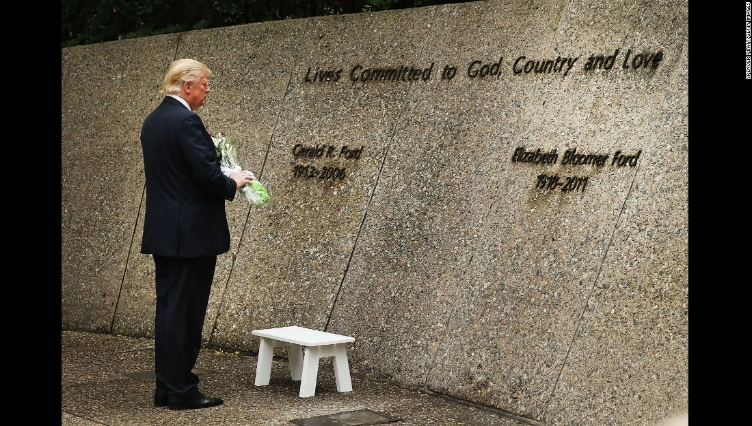 Lives Committed to God, Country and Love
Gerald R. Ford
1913-2006
Elizabeth Bloomer Ford
1918-2011